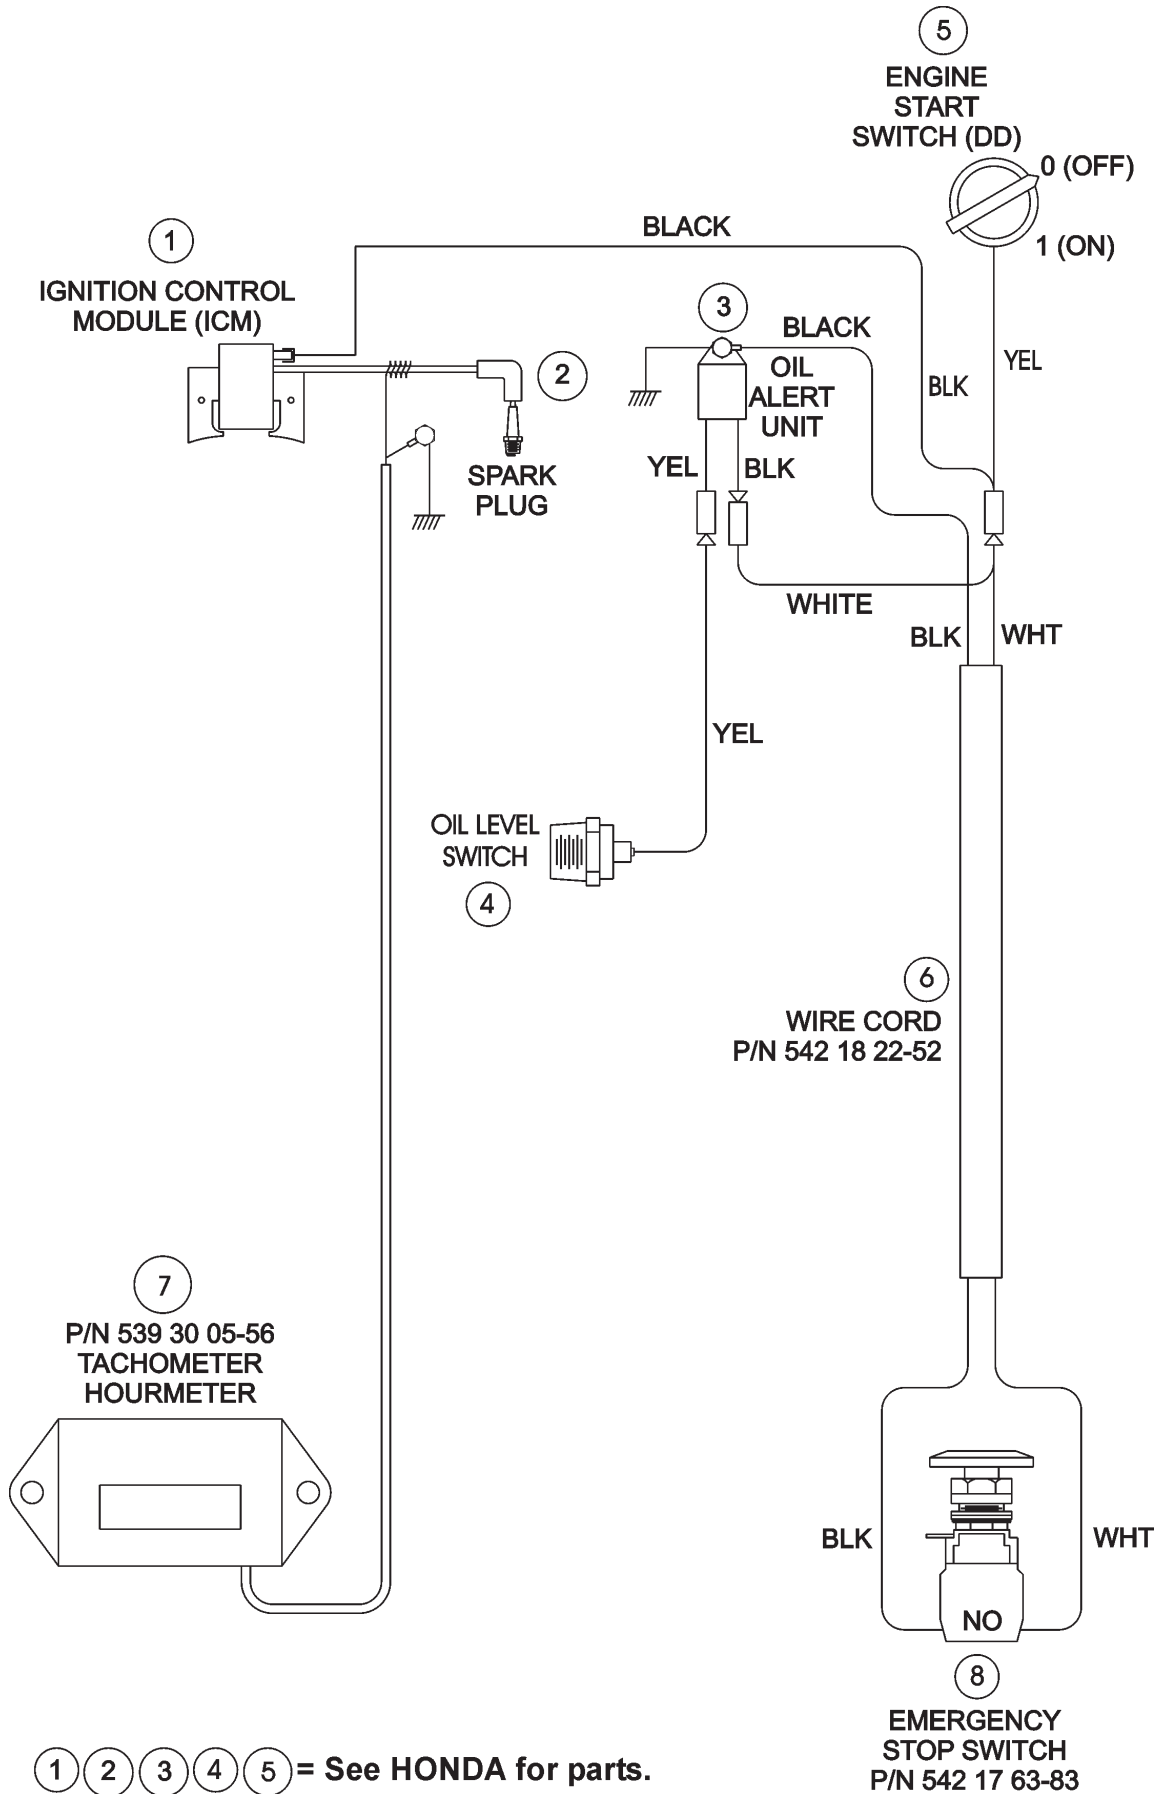 5
ENGINE
START
SWITCH (DD)
0 (OFF)
1 (ON)
BLACK
1
IGNITION CONTROL
MODULE (ICM)
3
BLACK
OIL
ALERT
UNIT
YEL
BLK
2
SPARK
PLUG
YEL
BLK
WHITE
BLK
WHT
YEL
OIL LEVEL
SWITCH
4
6
WIRE CORD
P/N 542 18 22-52
7
P/N 539 30 05-56
TACHOMETER
HOURMETER
BLK
WHT
NO
8
EMERGENCY
STOP SWITCH
P/N 542 17 63-83
1 2 3 4 5 = See HONDA for parts.